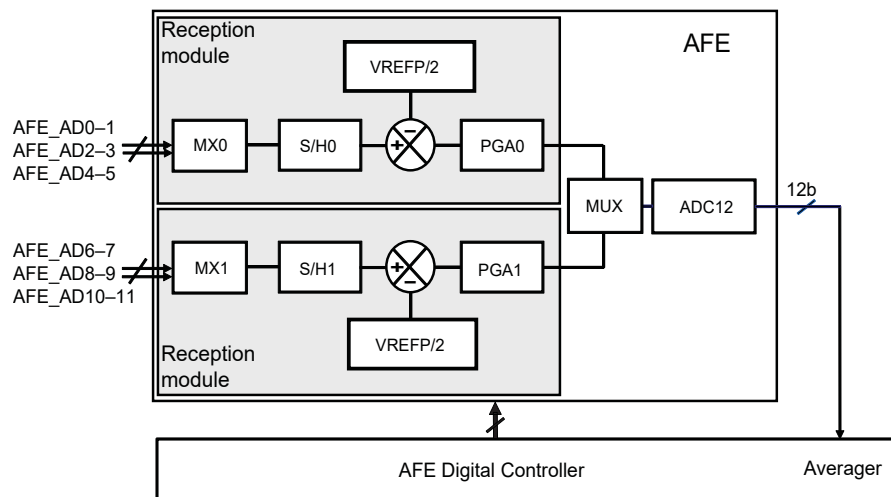 Reception
module
AFE
VREFP/2
AFE_AD0–1
AFE_AD2–3
AFE_AD4–5
MX0
S/H0
−
+
PGA0
MUX
ADC12
12b
AFE_AD6–7
AFE_AD8–9
AFE_AD10–11
MX1
S/H1
+
−
PGA1
VREFP/2
Reception
module
AFE Digital Controller
Averager